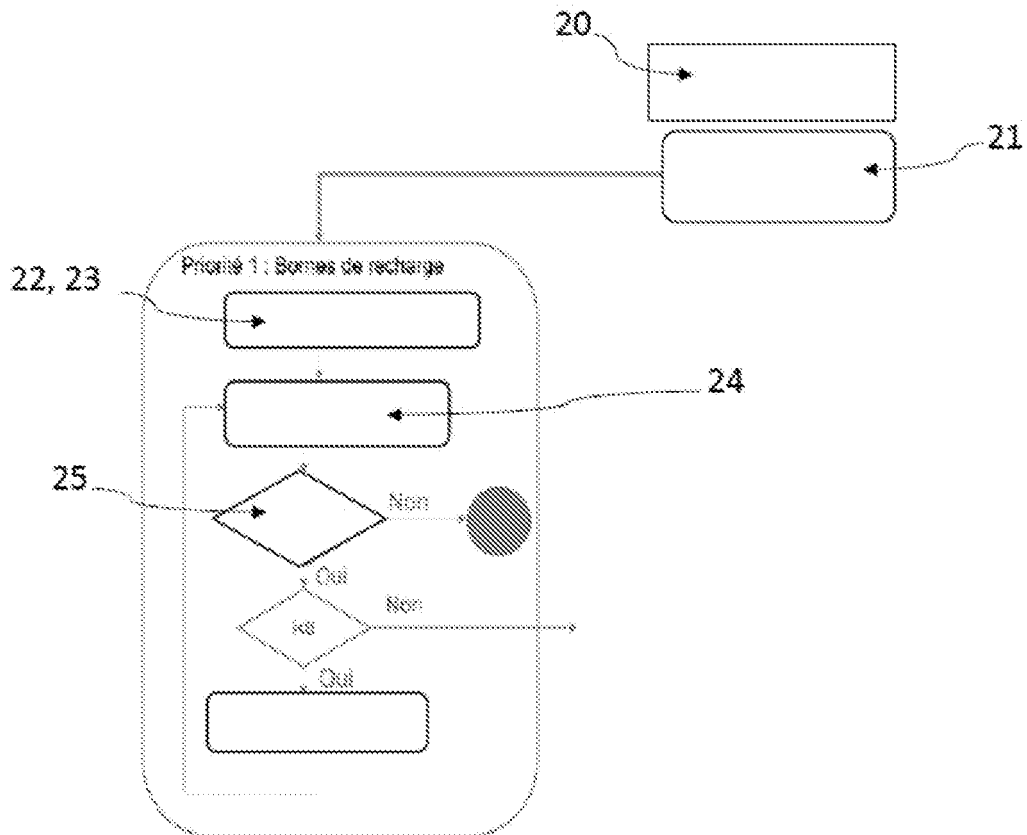 20
21
Priorité 1 : Bornes de recharge
22, 23
24
25
Non
Oui
Non
Oui